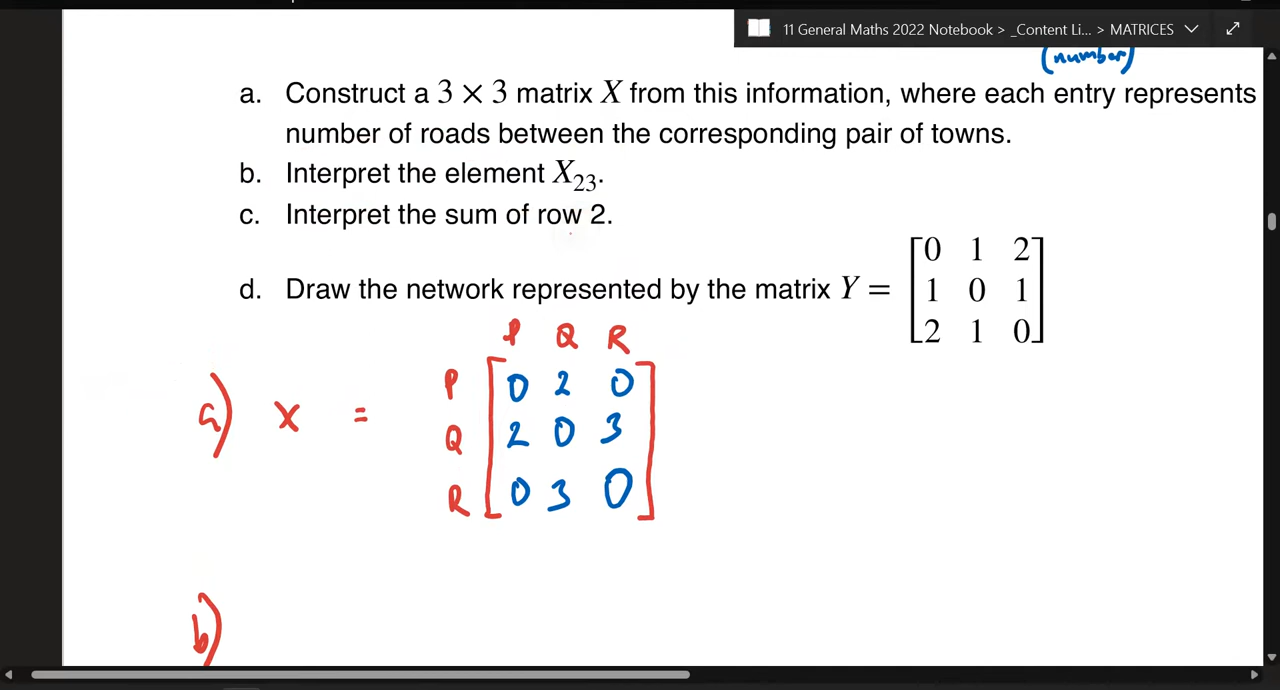 11 General Maths 2022 Notebook > _Content Li... > MATRICES
(number)
a. Construct a 3 × 3 matrix X from this information, where each entry represents
number of roads between the corresponding pair of towns.
b. Interpret the element X₂₃.
c. Interpret the sum of row 2.
d. Draw the network represented by the matrix Y = [0 1 2
1 0 1
2 1 0]
P Q R
P [0 2 0
a) X = Q 2 0 3
R 0 3 0]
b)